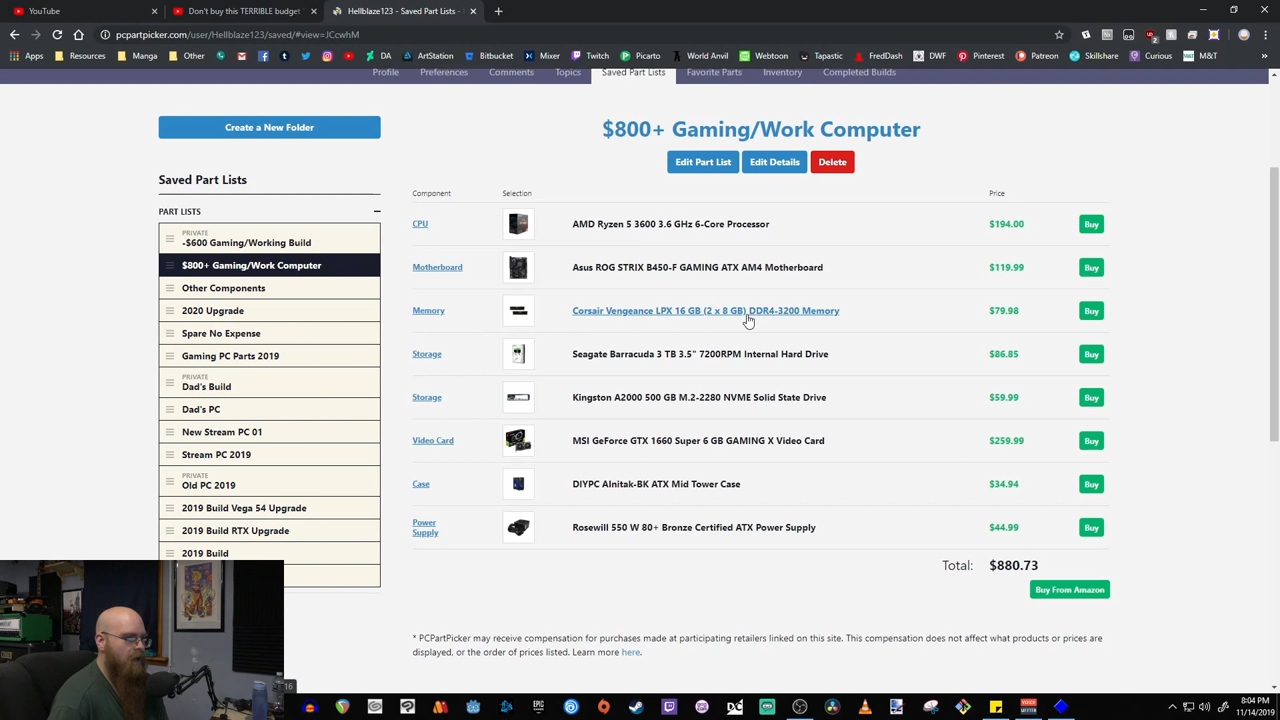 YouTube
Don't buy this TERRIBLE budget
Hellblaze123 - Saved Part Lists -
pcpartpicker.com/user/Hellblaze123/saved/#view=JCcwhM
Apps
Resources
Manga
Other
DA
ArtStation
Bitbucket
Mixer
Twitch
Picarto
World Anvil
Webtoon
Tapastic
FredDash
DWF
Pinterest
Patreon
Skillshare
Curious
M&T
Profile
Preferences
Comments
Topics
Saved Part Lists
Favorite Parts
Inventory
Completed Builds
Create a New Folder
Saved Part Lists
PART LISTS
PRIVATE
-$600 Gaming/Working Build
$800+ Gaming/Work Computer
Other Components
2020 Upgrade
Spare No Expense
Gaming PC Parts 2019
PRIVATE
Dad's Build
Dad's PC
New Stream PC 01
Stream PC 2019
PRIVATE
Old PC 2019
2019 Build Vega 54 Upgrade
2019 Build RTX Upgrade
2019 Build
$800+ Gaming/Work Computer
Edit Part List
Edit Details
Delete
Component Selection Price
CPU AMD Ryzen 5 3600 3.6 GHz 6-Core Processor $194.00 Buy
Motherboard Asus ROG STRIX B450-F GAMING ATX AM4 Motherboard $119.99 Buy
Memory Corsair Vengeance LPX 16 GB (2 x 8 GB) DDR4-3200 Memory $79.98 Buy
Storage Seagate Barracuda 3 TB 3.5" 7200RPM Internal Hard Drive $86.85 Buy
Storage Kingston A2000 500 GB M.2-2280 NVME Solid State Drive $59.99 Buy
Video Card MSI GeForce GTX 1660 Super 6 GB GAMING X Video Card $259.99 Buy
Case DIYPC Alnitak-BK ATX Mid Tower Case $34.94 Buy
Power
Supply Rosewill 550 W 80+ Bronze Certified ATX Power Supply $44.99 Buy
Total: $880.73
Buy From Amazon
* PCPartPicker may receive compensation for purchases made at participating retailers linked on this site. This compensation does not affect what products or prices are
displayed, or the order of prices listed. Learn more here.
8:04 PM
11/14/2019